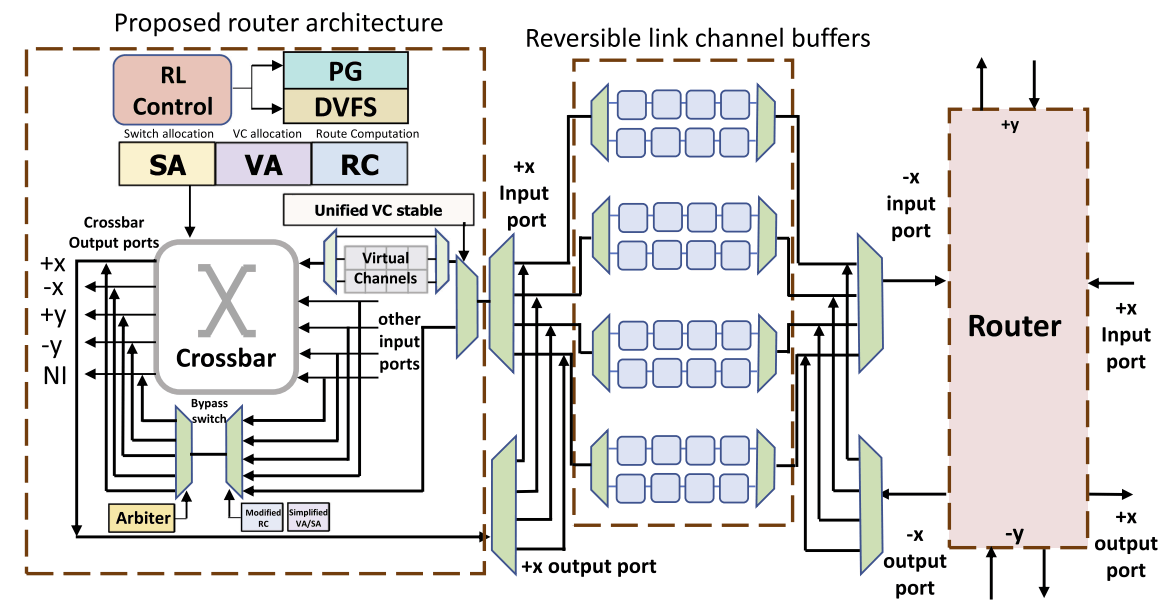 Proposed router architecture
Reversible link channel buffers
RL
Control
PG
DVFS
Switch allocation
VC allocation
Route Computation
SA
VA
RC
Unified VC stable
Crossbar
Output ports
+x
-x
+y
-y
NI
Virtual
Channels
Crossbar
other
input
ports
Bypass
switch
Arbiter
Modified
RC
Simplified
VA/SA
+x
Input
port
+x output port
-x
input
port
-x
output
port
+y
Router
-y
+x
Input
port
+x
output
port